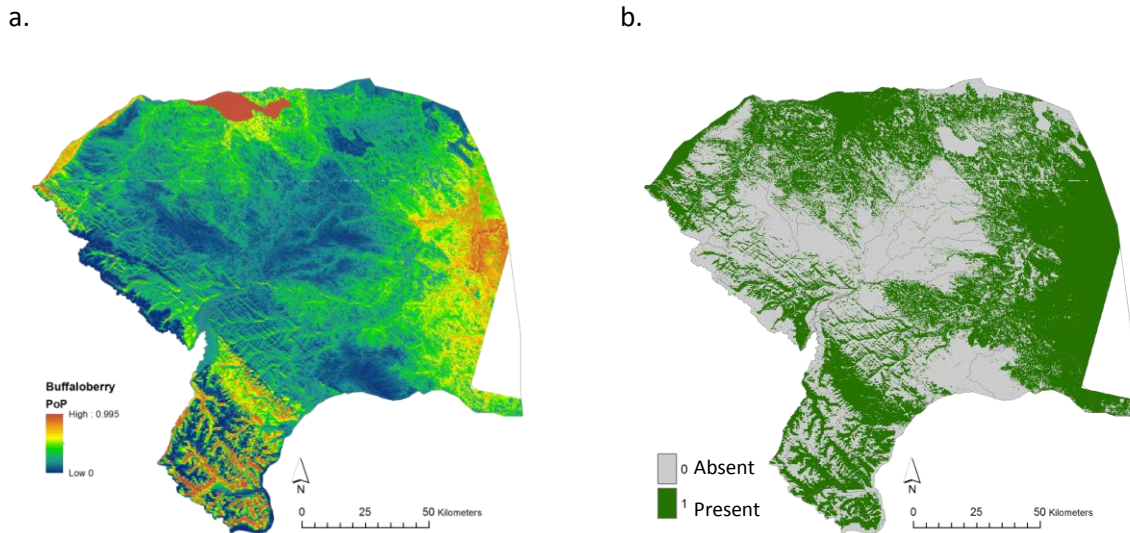 a.
Buffaloberry
PoP
High : 0.995
Low 0
N
0 25 50 Kilometers
b.
0 Absent
1 Present
N
0 25 50 Kilometers